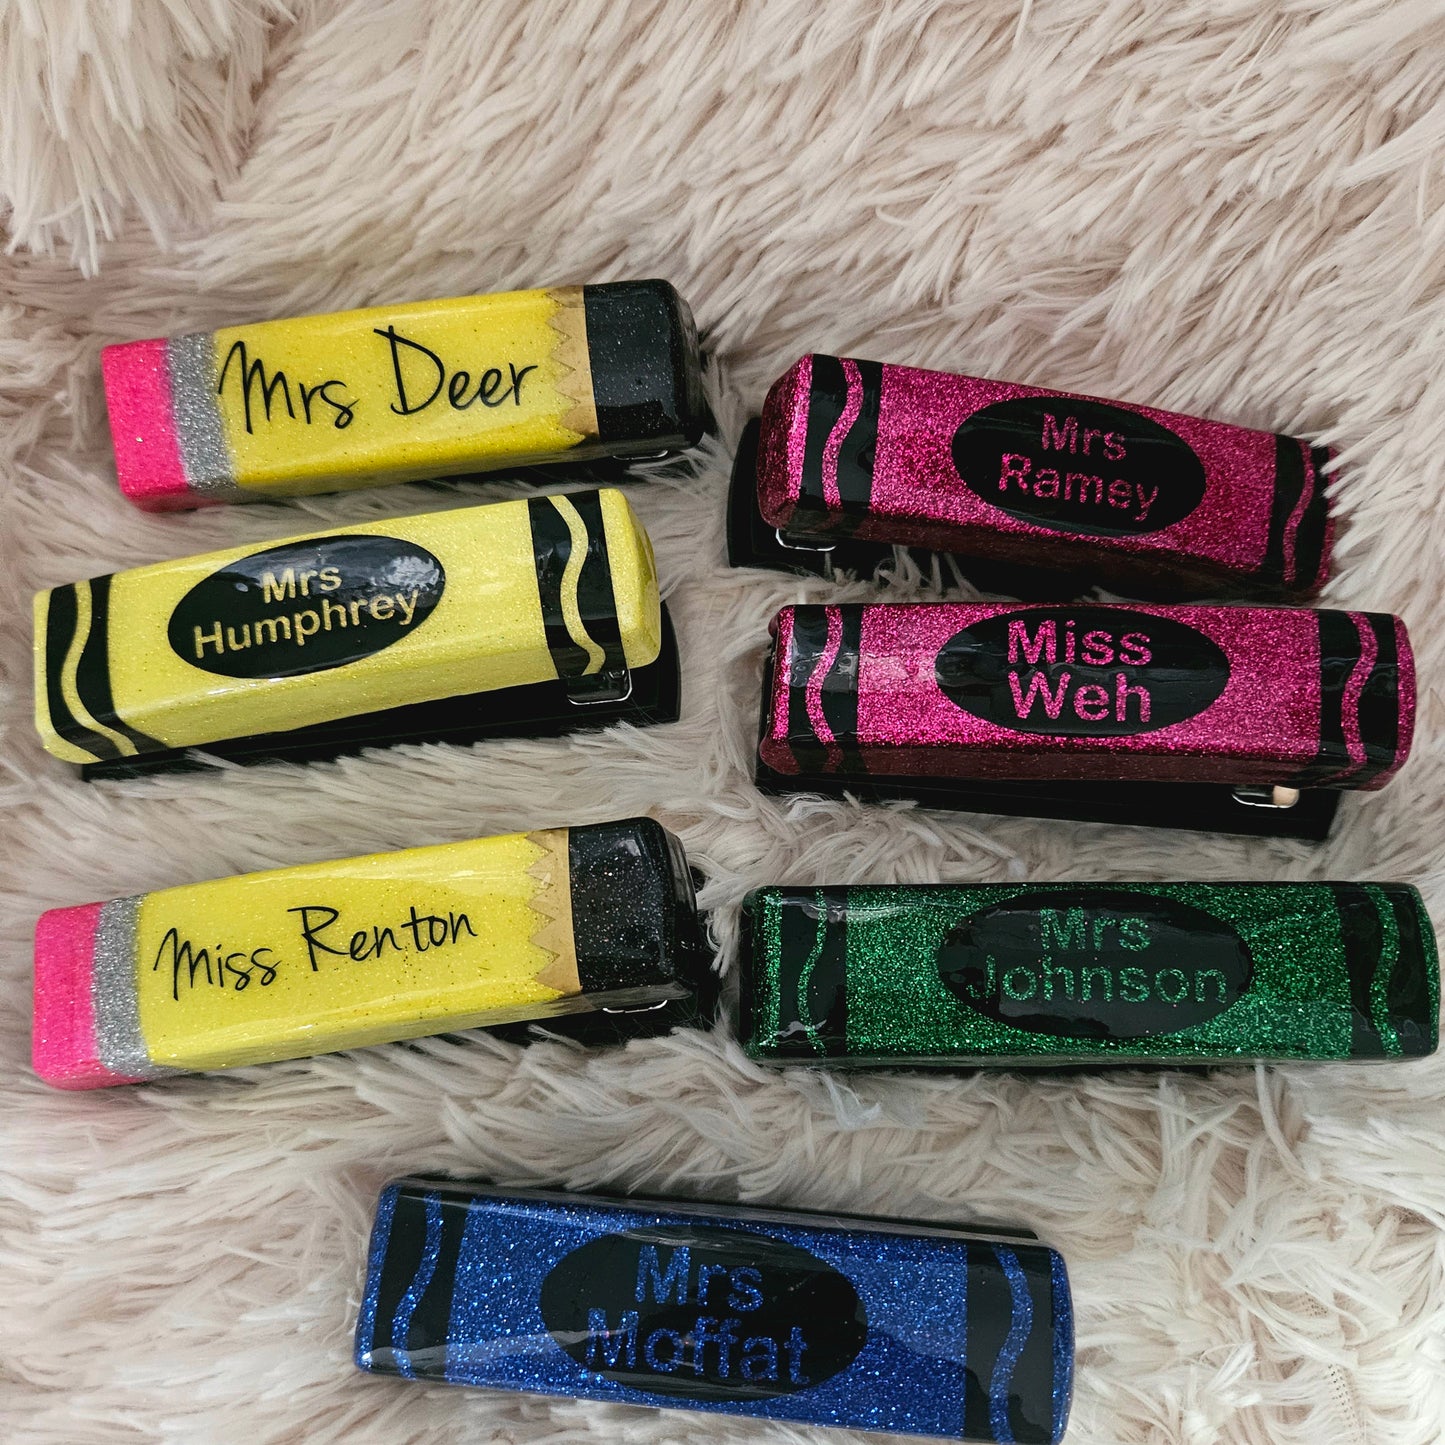 Mrs Deer
Mrs
Ramey
Mrs
Humphrey
Miss
Weh
Miss Renton
Mrs
Johnson
Mrs
Moffat